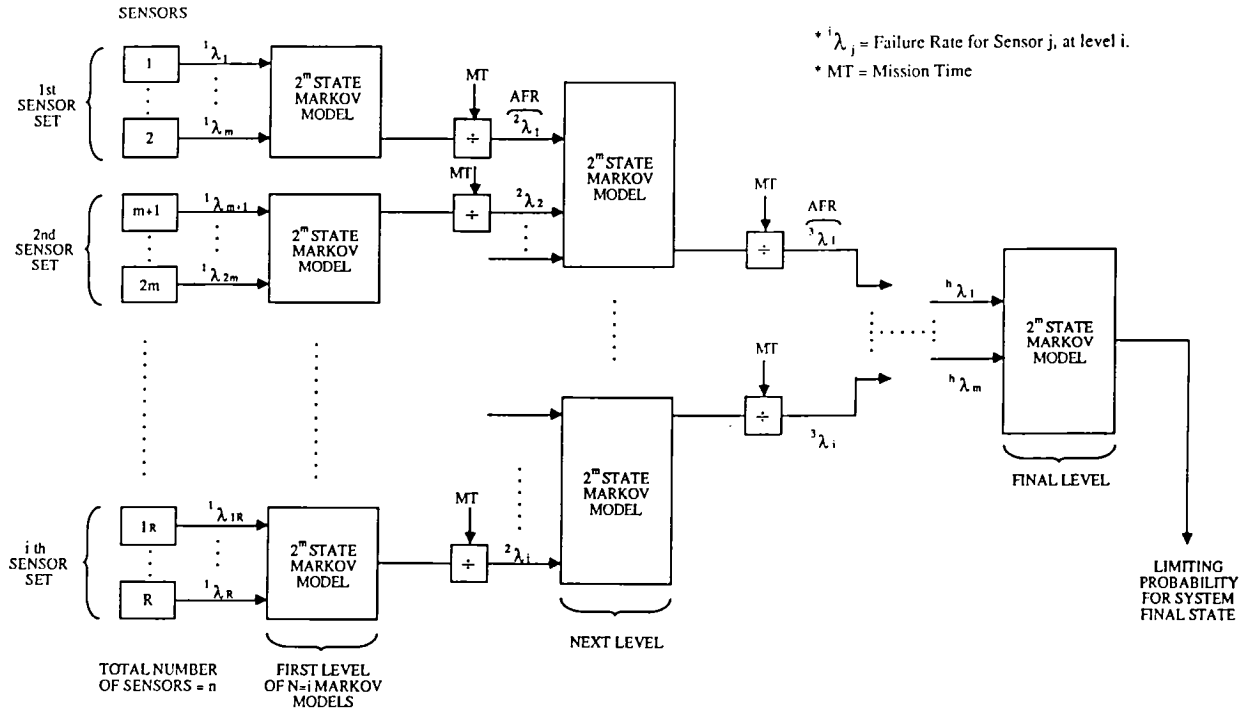 SENSORS
* ⁱλ j = Failure Rate for Sensor j, at level i.
* MT = Mission Time
1st
SENSOR
SET
1
2
¹λ₁
¹λₘ
2ᵐ STATE
MARKOV
MODEL
MT
÷
AFR
²λ₁
2nd
SENSOR
SET
m+1
2m
¹λₘ₊₁
¹λ₂ₘ
2ᵐ STATE
MARKOV
MODEL
MT
÷
²λ₂
2ᵐ STATE
MARKOV
MODEL
MT
÷
AFR
³λ₁
ʰλ₁
ʰλₘ
2ᵐ STATE
MARKOV
MODEL
FINAL LEVEL
MT
÷
³λᵢ
2ᵐ STATE
MARKOV
MODEL
NEXT LEVEL
i th
SENSOR
SET
1R
R
¹λ1R
¹λR
2ᵐ STATE
MARKOV
MODEL
MT
÷
²λᵢ
LIMITING
PROBABILITY
FOR SYSTEM
FINAL STATE
TOTAL NUMBER
OF SENSORS = n
FIRST LEVEL
OF N=i MARKOV
MODELS